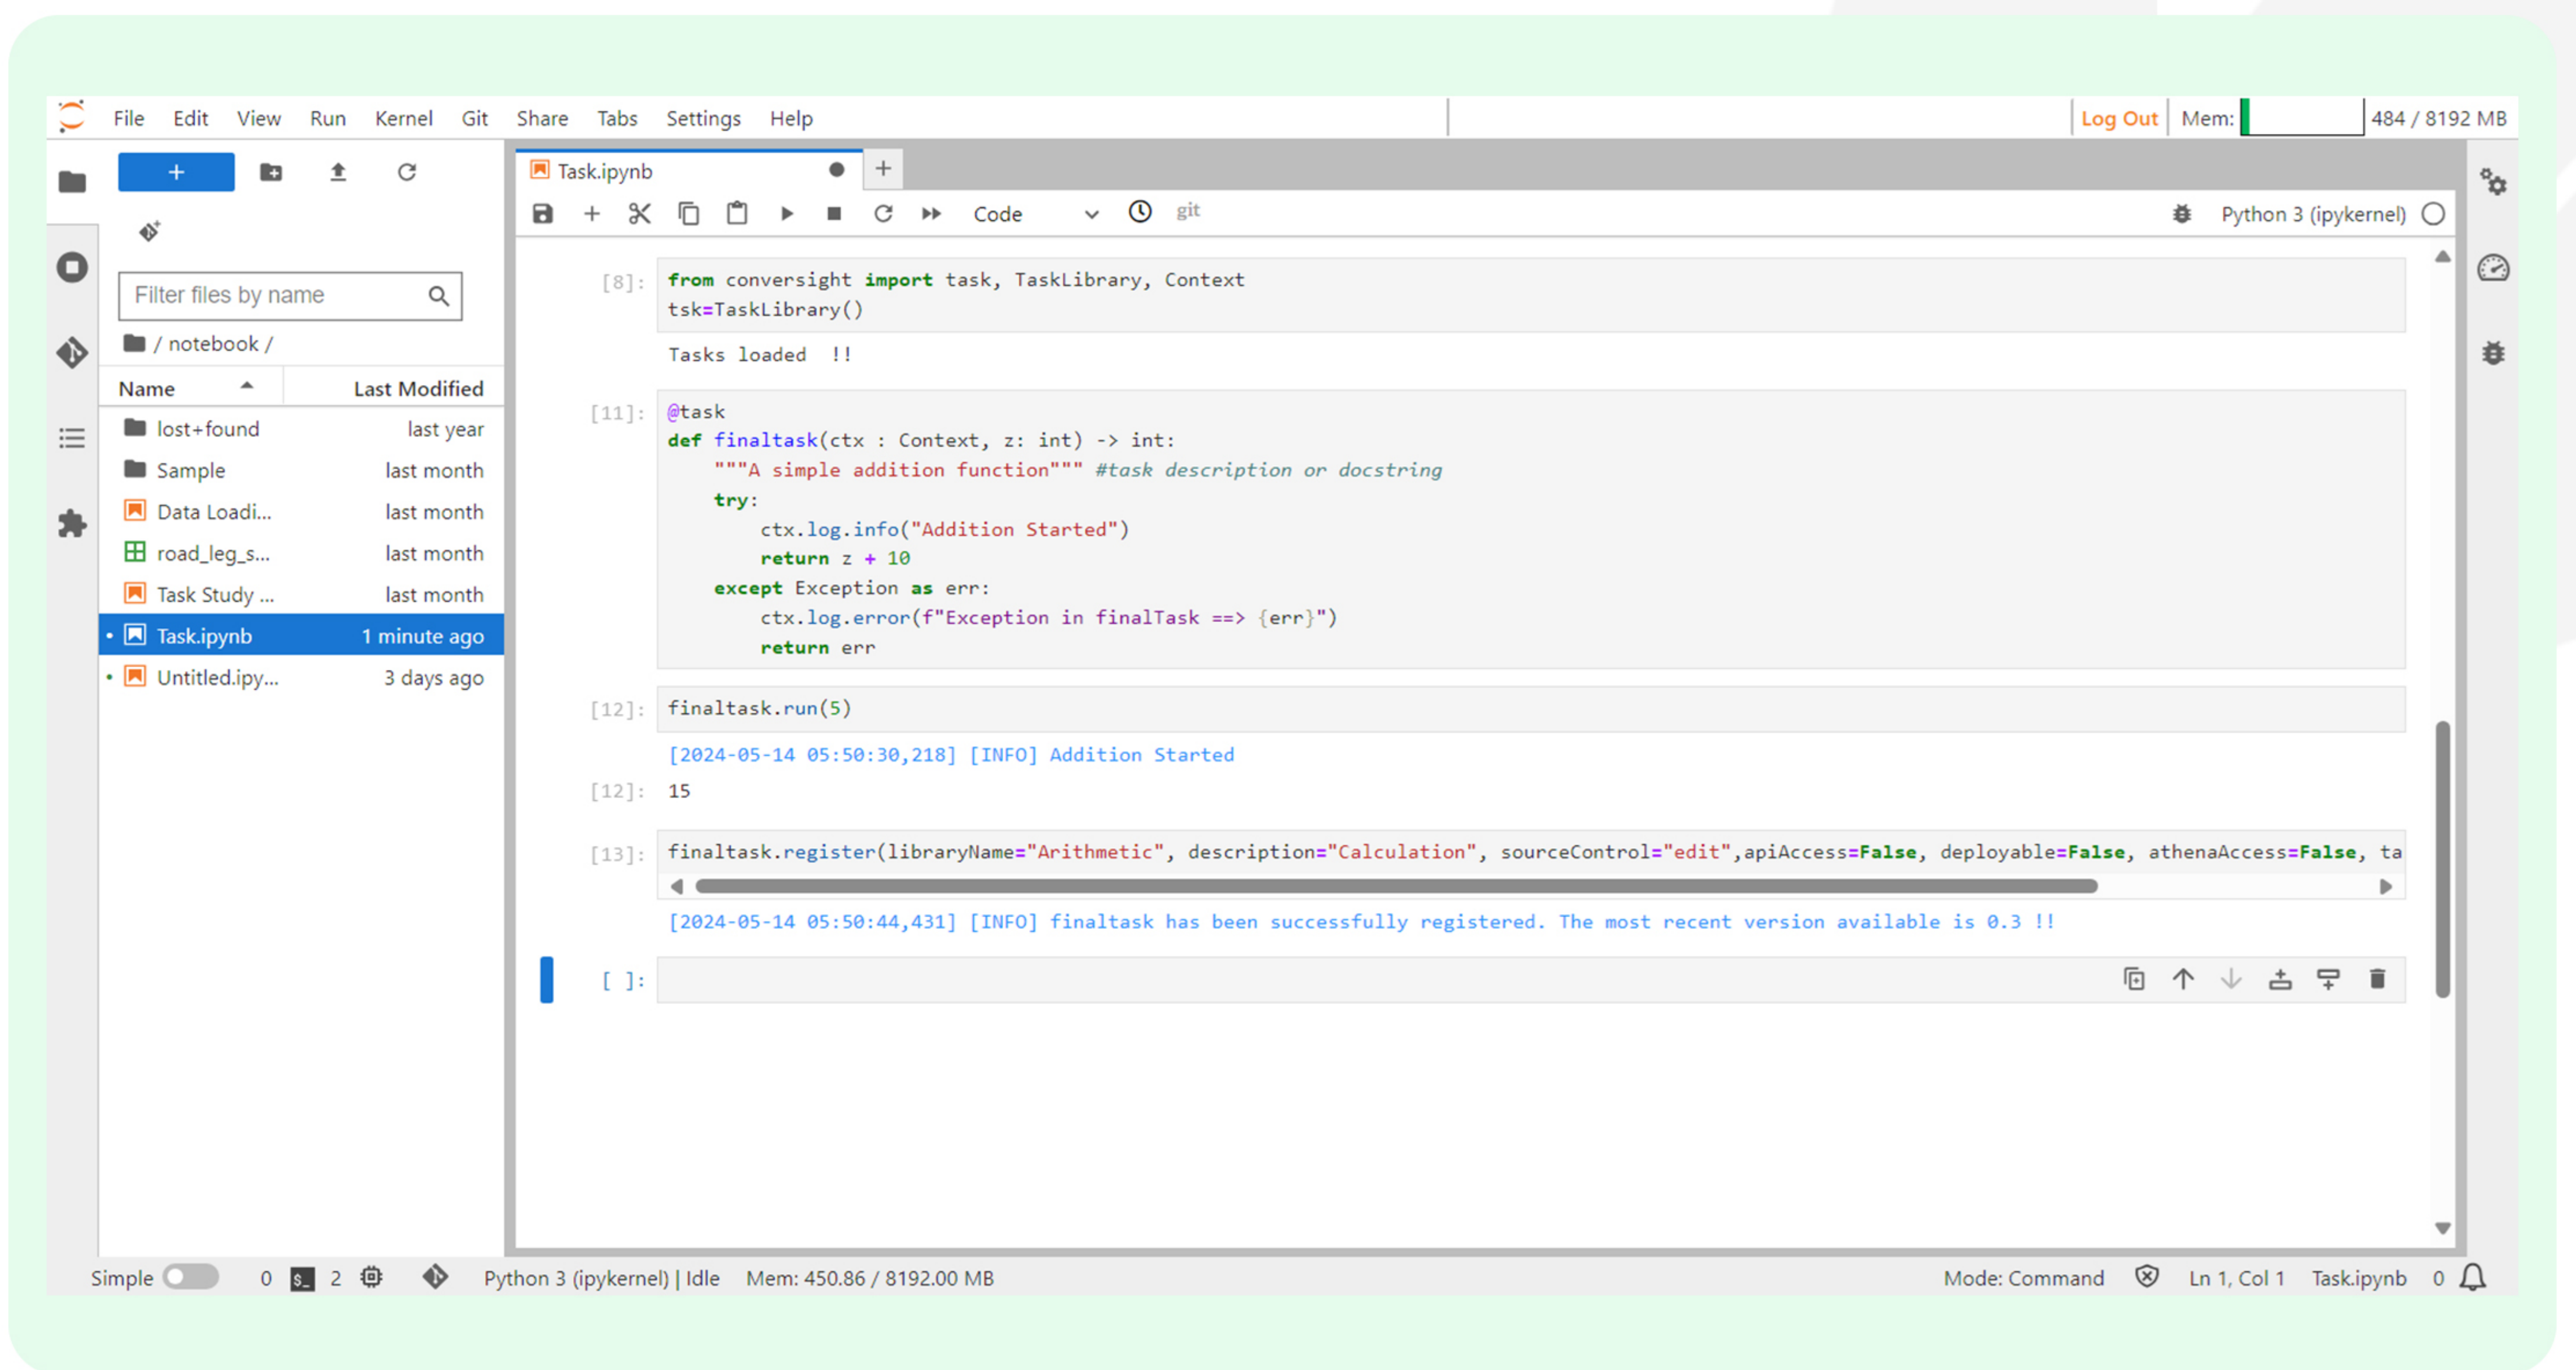 File Edit View Run Kernel Git Share Tabs Settings Help
Log Out Mem: 484 / 8192 MB
Filter files by name
/ notebook /
Name Last Modified
lost+found last year
Sample last month
Data Loadi... last month
road_leg_s... last month
Task Study ... last month
Task.ipynb 1 minute ago
Untitled.ipy... 3 days ago
Task.ipynb
Code git Python 3 (ipykernel)
[8]: from conversight import task, TaskLibrary, Context
tsk=TaskLibrary()
Tasks loaded !!
[11]: @task
def finaltask(ctx : Context, z: int) -> int:
"""A simple addition function""" #task description or docstring
try:
ctx.log.info("Addition Started")
return z + 10
except Exception as err:
ctx.log.error(f"Exception in finalTask ==> {err}")
return err
[12]: finaltask.run(5)
[2024-05-14 05:50:30,218] [INFO] Addition Started
[12]: 15
[13]: finaltask.register(libraryName="Arithmetic", description="Calculation", sourceControl="edit",apiAccess=False, deployable=False, athenaAccess=False, ta
[2024-05-14 05:50:44,431] [INFO] finaltask has been successfully registered. The most recent version available is 0.3 !!
[ ]:
Simple 0 $_ 2 Python 3 (ipykernel) | Idle Mem: 450.86 / 8192.00 MB Mode: Command Ln 1, Col 1 Task.ipynb 0